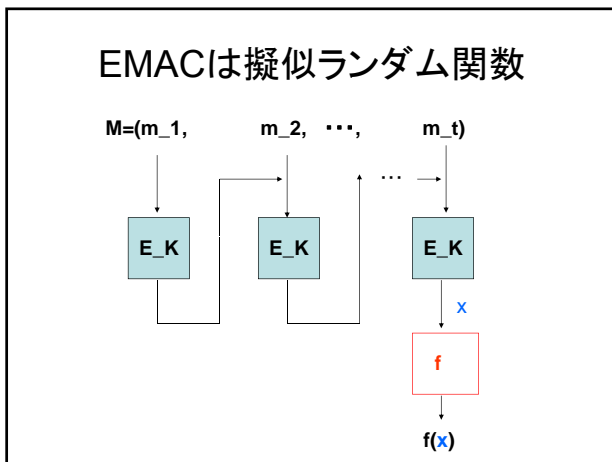 EMACは擬似ランダム関数
M=(m_1, m_2, ･･･, m_t)
...
E_K E_K E_K
x
f
f(x)